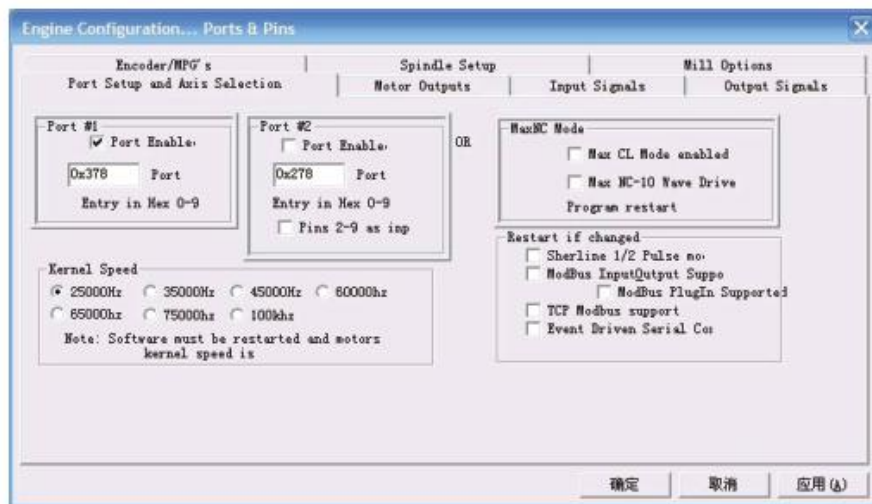 Engine Configuration... Ports & Pins
Encoder/MPG's
Spindle Setup
Mill Options
Port Setup and Axis Selection
Motor Outputs
Input Signals
Output Signals
Port #1
Port Enable
0x378 Port
Entry in Hex 0-9
Port #2
Port Enable
0x278 Port
Entry in Hex 0-9
Pins 2-9 as inp
OR
MaxNC Mode
Max CL Mode enabled
Max NC-10 Wave Drive
Program restart
Restart if changed
Sherline 1/2 Pulse mo
ModBus InputOutput Suppo
ModBus PlugIn Supported
TCP Modbus support
Event Driven Serial Co
Kernel Speed
25000Hz 35000Hz 45000Hz 60000hz
65000hz 75000hz 100khz
Note: Software must be restarted and motors
kernel speed is
确定
取消
应用(A)